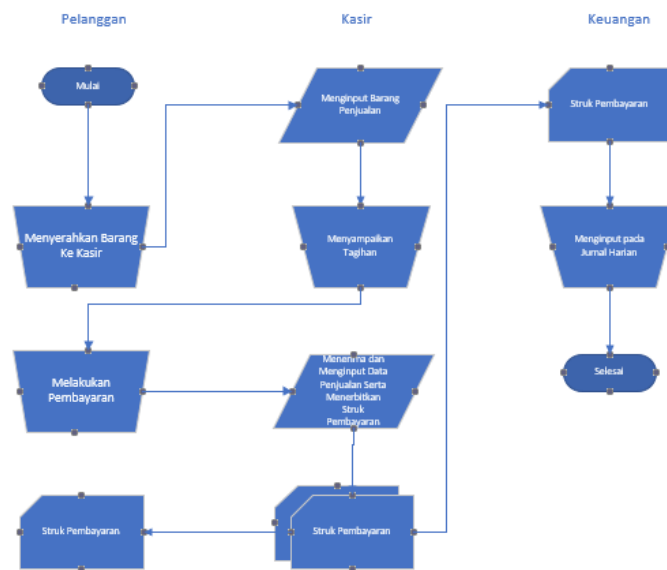 Pelanggan
Kasir
Keuangan
Mulai
Menginput Barang
Penjualan
Struk Pembayaran
Menyerahkan Barang
Ke Kasir
Menyampaikan
Tagihan
Menginput pada
Jurnal Harian
Melakukan
Pembayaran
Menerima dan
Menginput Data
Penjualan Serta
Menerbitkan
Struk
Pembayaran
Selesai
Struk Pembayaran
Struk Pembayaran